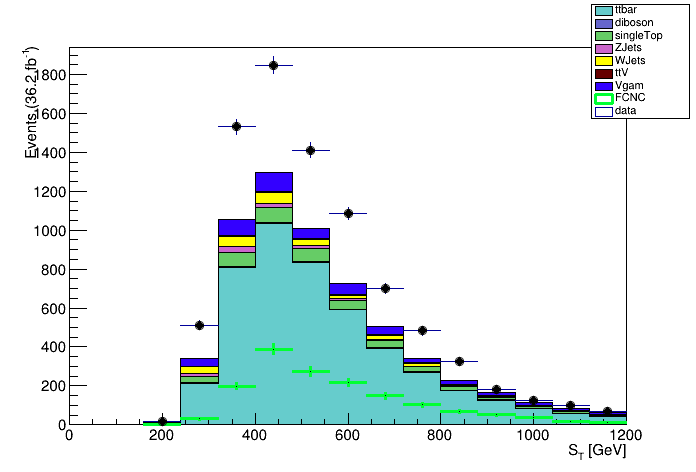 ttbar
diboson
singleTop
ZJets
WJets
ttV
Vgam
FCNC
data
Events (36.2 fb⁻¹)
1800
1600
1400
1200
1000
800
600
400
200
0
0 200 400 600 800 1000 1200
S_T [GeV]